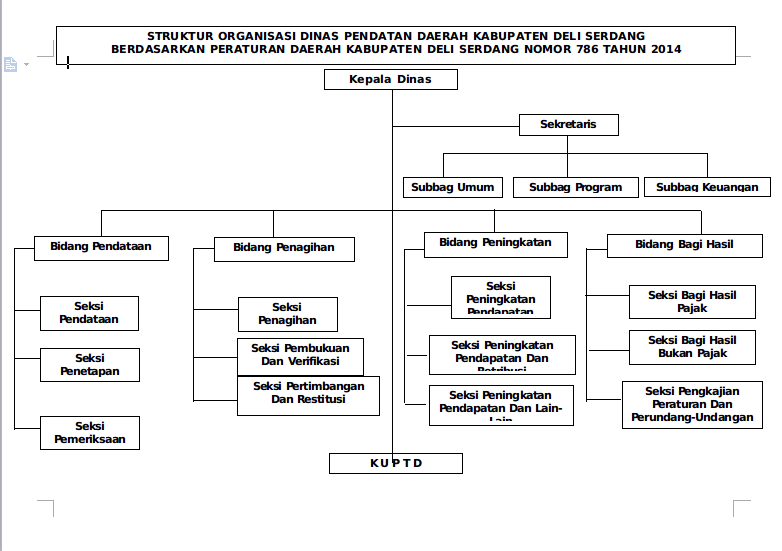 STRUKTUR ORGANISASI DINAS PENDATAN DAERAH KABUPATEN DELI SERDANG
BERDASARKAN PERATURAN DAERAH KABUPATEN DELI SERDANG NOMOR 786 TAHUN 2014
Kepala Dinas
Sekretaris
Subbag Umum
Subbag Program
Subbag Keuangan
Bidang Pendataan
Bidang Penagihan
Bidang Peningkatan
Bidang Bagi Hasil
Seksi
Pendataan
Seksi
Penetapan
Seksi
Pemeriksaan
Seksi
Penagihan
Seksi Pembukuan
Dan Verifikasi
Seksi Pertimbangan
Dan Restitusi
Seksi
Peningkatan
Pendapatan
Seksi Peningkatan
Pendapatan Dan
Retribusi
Seksi Peningkatan
Pendapatan Dan Lain-
Lain
Seksi Bagi Hasil
Pajak
Seksi Bagi Hasil
Bukan Pajak
Seksi Pengkajian
Peraturan Dan
Perundang-Undangan
KUPTD